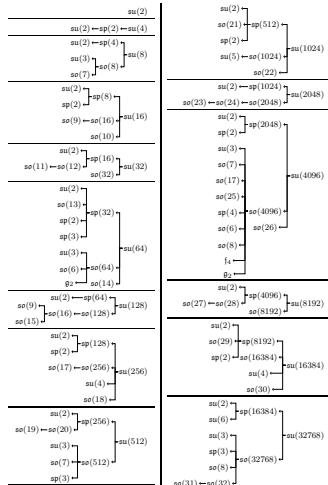 su(2)
su(2)←sp(2)←su(4)
su(2)←sp(4)
su(8)
su(3)
so(8)
so(7)
su(2)
sp(8)
sp(2)
su(16)
so(9)←so(16)
so(10)
su(2)
sp(16)
so(11)←so(12)
su(32)
so(32)
su(2)
so(13)
sp(32)
sp(2)
sp(3)
su(64)
su(3)
so(6)
so(64)
g₂
so(14)
su(2)←sp(64)
so(9)
su(128)
so(16)←so(128)
so(15)
su(2)
sp(128)
sp(2)
so(17)←so(256)
su(256)
su(4)
so(18)
su(2)
sp(256)
so(19)←so(20)
su(512)
su(3)
so(7)
so(512)
sp(3)
su(2)
so(21)
sp(512)
sp(2)
su(1024)
su(5)←so(1024)
so(22)
su(2)←sp(1024)
su(2048)
so(23)←so(24)←so(2048)
su(2)
sp(2048)
sp(2)
su(3)
so(7)
so(17)
su(4096)
so(25)
sp(4)
so(4096)
so(6)
so(26)
so(8)
f₄
g₂
su(2)
sp(4096)
so(27)←so(28)
su(8192)
so(8192)
su(2)
so(29)
sp(8192)
sp(2)
so(16384)
su(16384)
su(4)
so(30)
su(2)
sp(16384)
su(6)
su(3)
su(32768)
sp(3)
so(32768)
so(8)
so(31)←so(32)